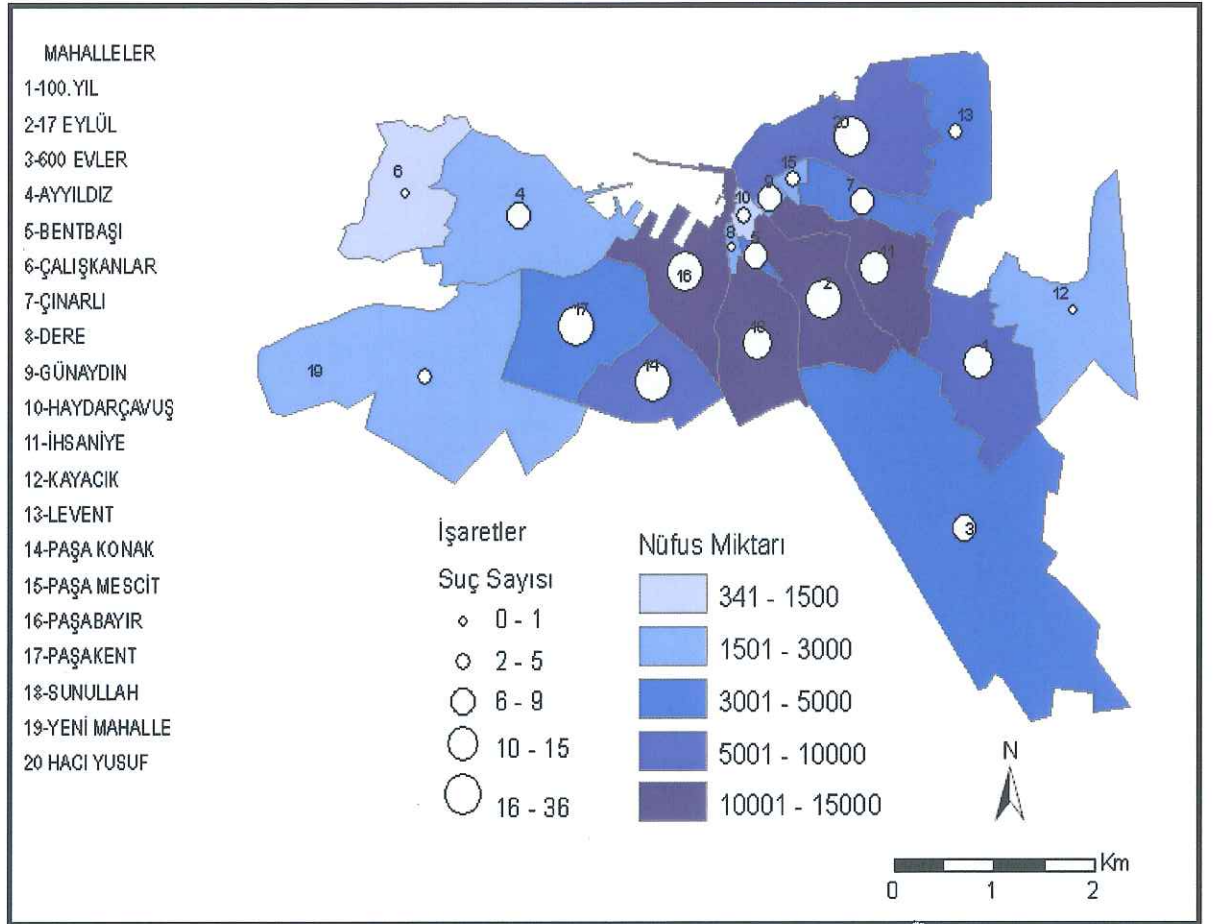 MAHALLELER
1-100.YIL
2-17 EYLÜL
3-600 EVLER
4-AYYILDIZ
5-BENTBAŞI
6-ÇALIŞKANLAR
7-ÇINARLI
8-DERE
9-GÜNAYDIN
10-HAYDARÇAVUŞ
11-İHSANİYE
12-KAYACIK
13-LEVENT
14-PAŞA KONAK
15-PAŞA MESCİT
16-PAŞABAYIR
17-PAŞAKENT
18-SUNULLAH
19-YENİ MAHALLE
20 HACI YUSUF
20
13
15
6
4
9
7
10
8
5
11
16
2
12
17
18
1
14
19
3
İşaretler
Suç Sayısı
0 - 1
2 - 5
6 - 9
10 - 15
16 - 36
Nüfus Miktarı
341 - 1500
1501 - 3000
3001 - 5000
5001 - 10000
10001 - 15000
N
Km
0 1 2